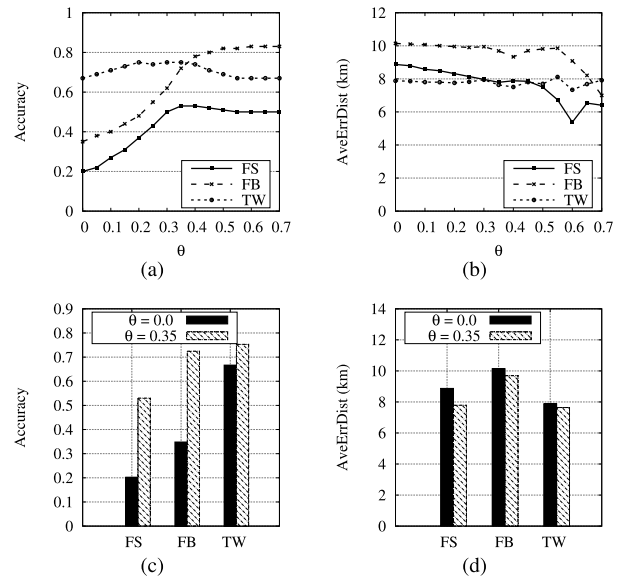 1
0.8
0.6
0.4
0.2
0
Accuracy
FS
FB
TW
0 0.1 0.2 0.3 0.4 0.5 0.6 0.7
θ
(a)
12
10
8
6
4
2
0
AveErrDist (km)
FS
FB
TW
0 0.1 0.2 0.3 0.4 0.5 0.6 0.7
θ
(b)
0.9
0.8
0.7
0.6
0.5
0.4
0.3
0.2
0.1
0
Accuracy
θ = 0.0
θ = 0.35
FS FB TW
(c)
14
12
10
8
6
4
2
0
AveErrDist (km)
θ = 0.0
θ = 0.35
FS FB TW
(d)